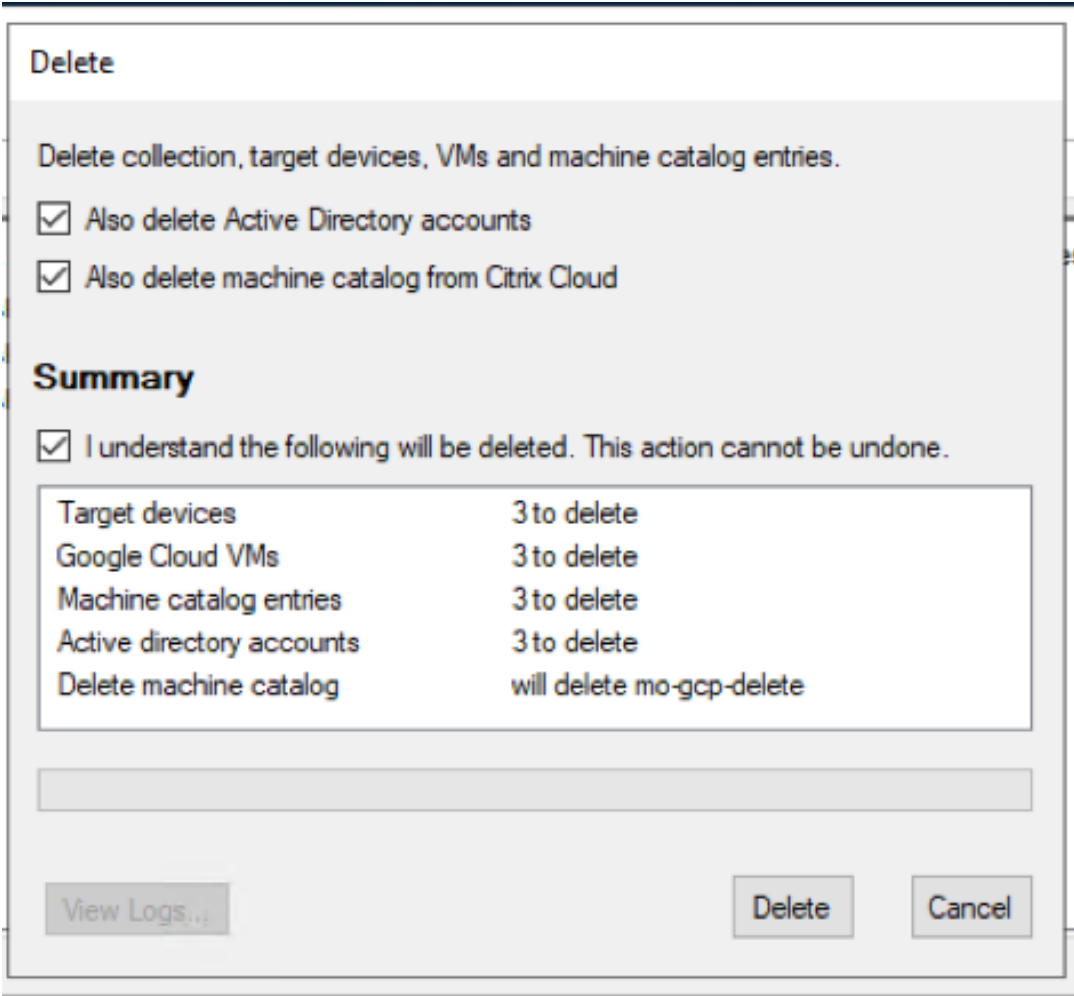 Delete
Delete collection, target devices, VMs and machine catalog entries.
Also delete Active Directory accounts
Also delete machine catalog from Citrix Cloud
Summary
I understand the following will be deleted. This action cannot be undone.
Target devices 3 to delete
Google Cloud VMs 3 to delete
Machine catalog entries 3 to delete
Active directory accounts 3 to delete
Delete machine catalog will delete mo-gcp-delete
View Logs... Delete Cancel